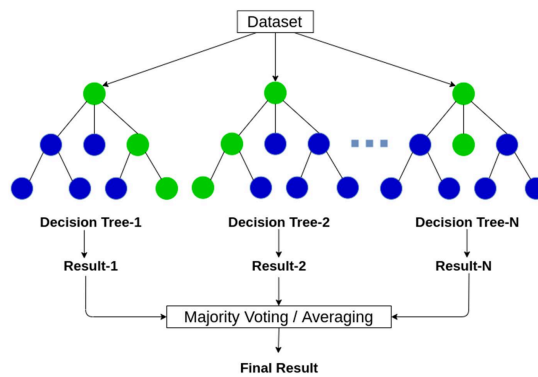 Dataset
Decision Tree-1
Decision Tree-2
Decision Tree-N
Result-1
Result-2
Result-N
Majority Voting / Averaging
Final Result